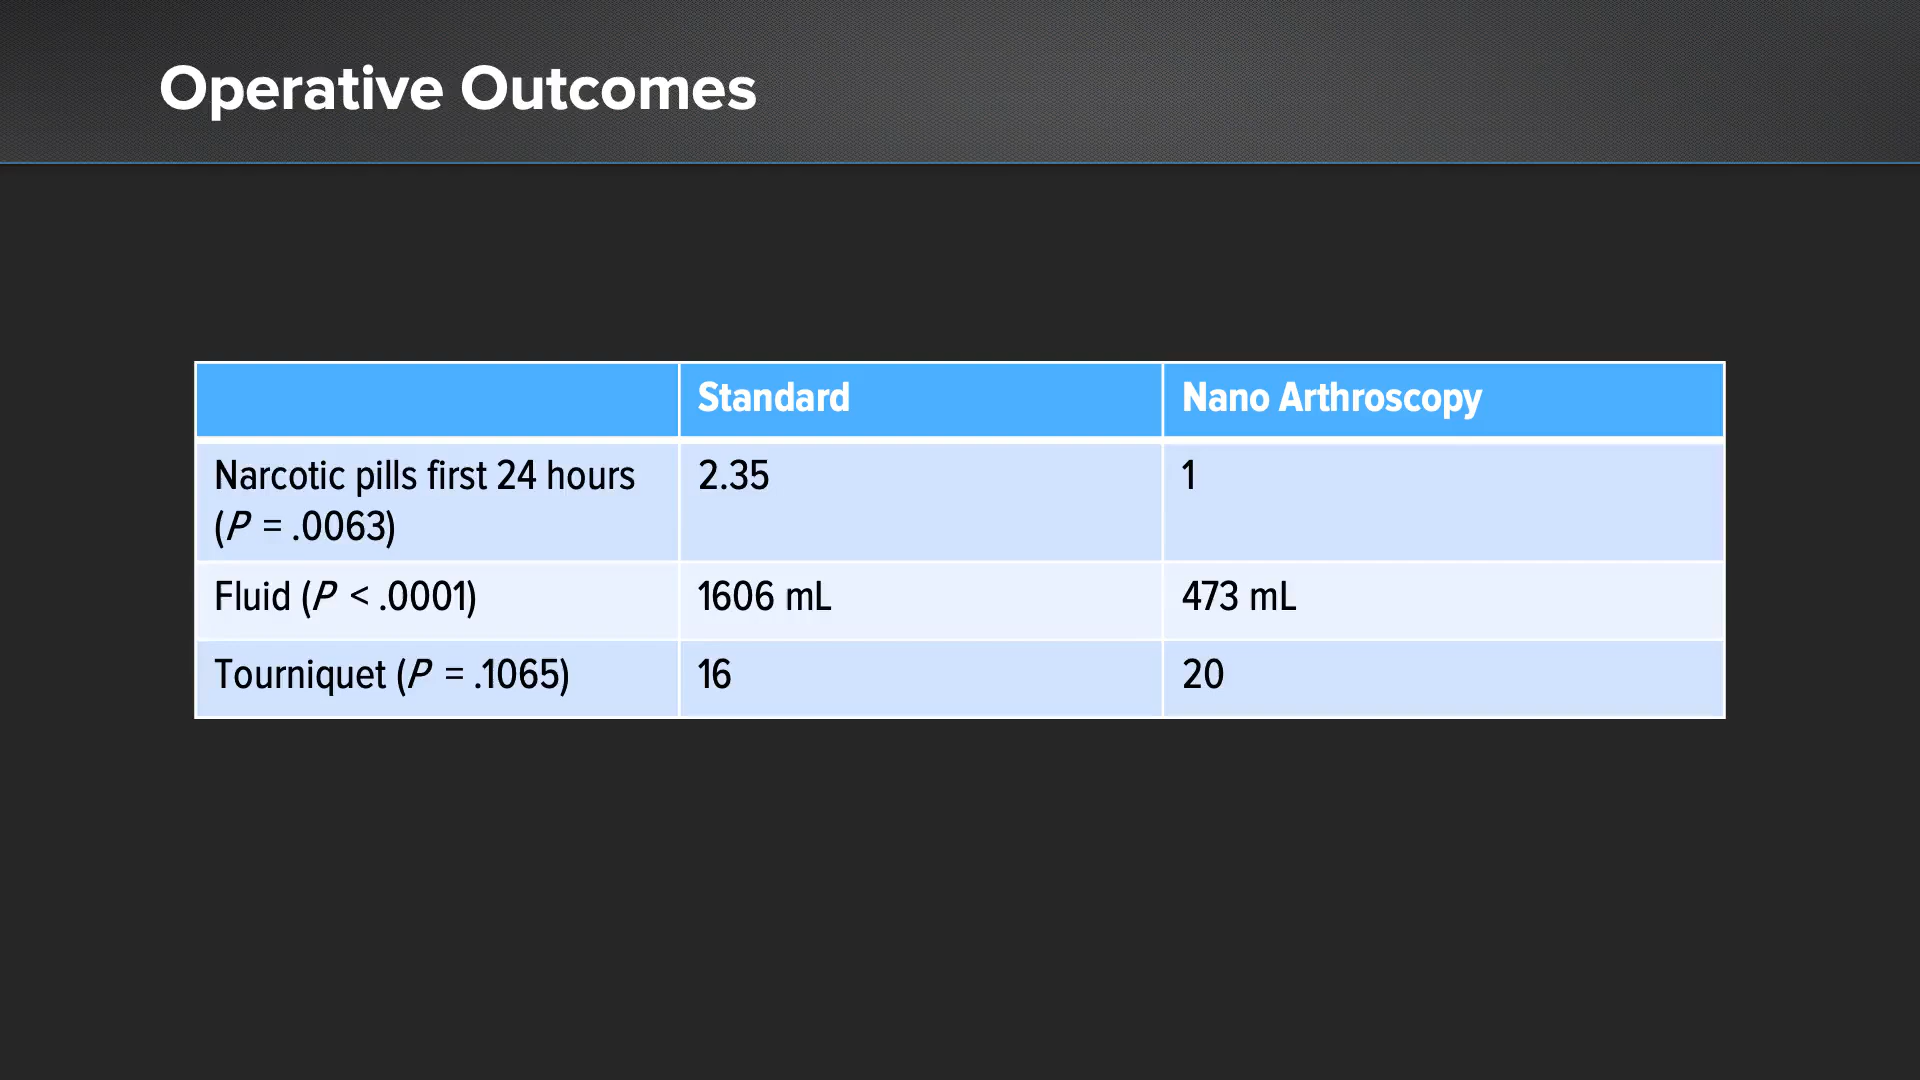 Operative Outcomes
Standard
Nano Arthroscopy
Narcotic pills first 24 hours
(P = .0063)
2.35
1
Fluid (P < .0001)
1606 mL
473 mL
Tourniquet (P = .1065)
16
20